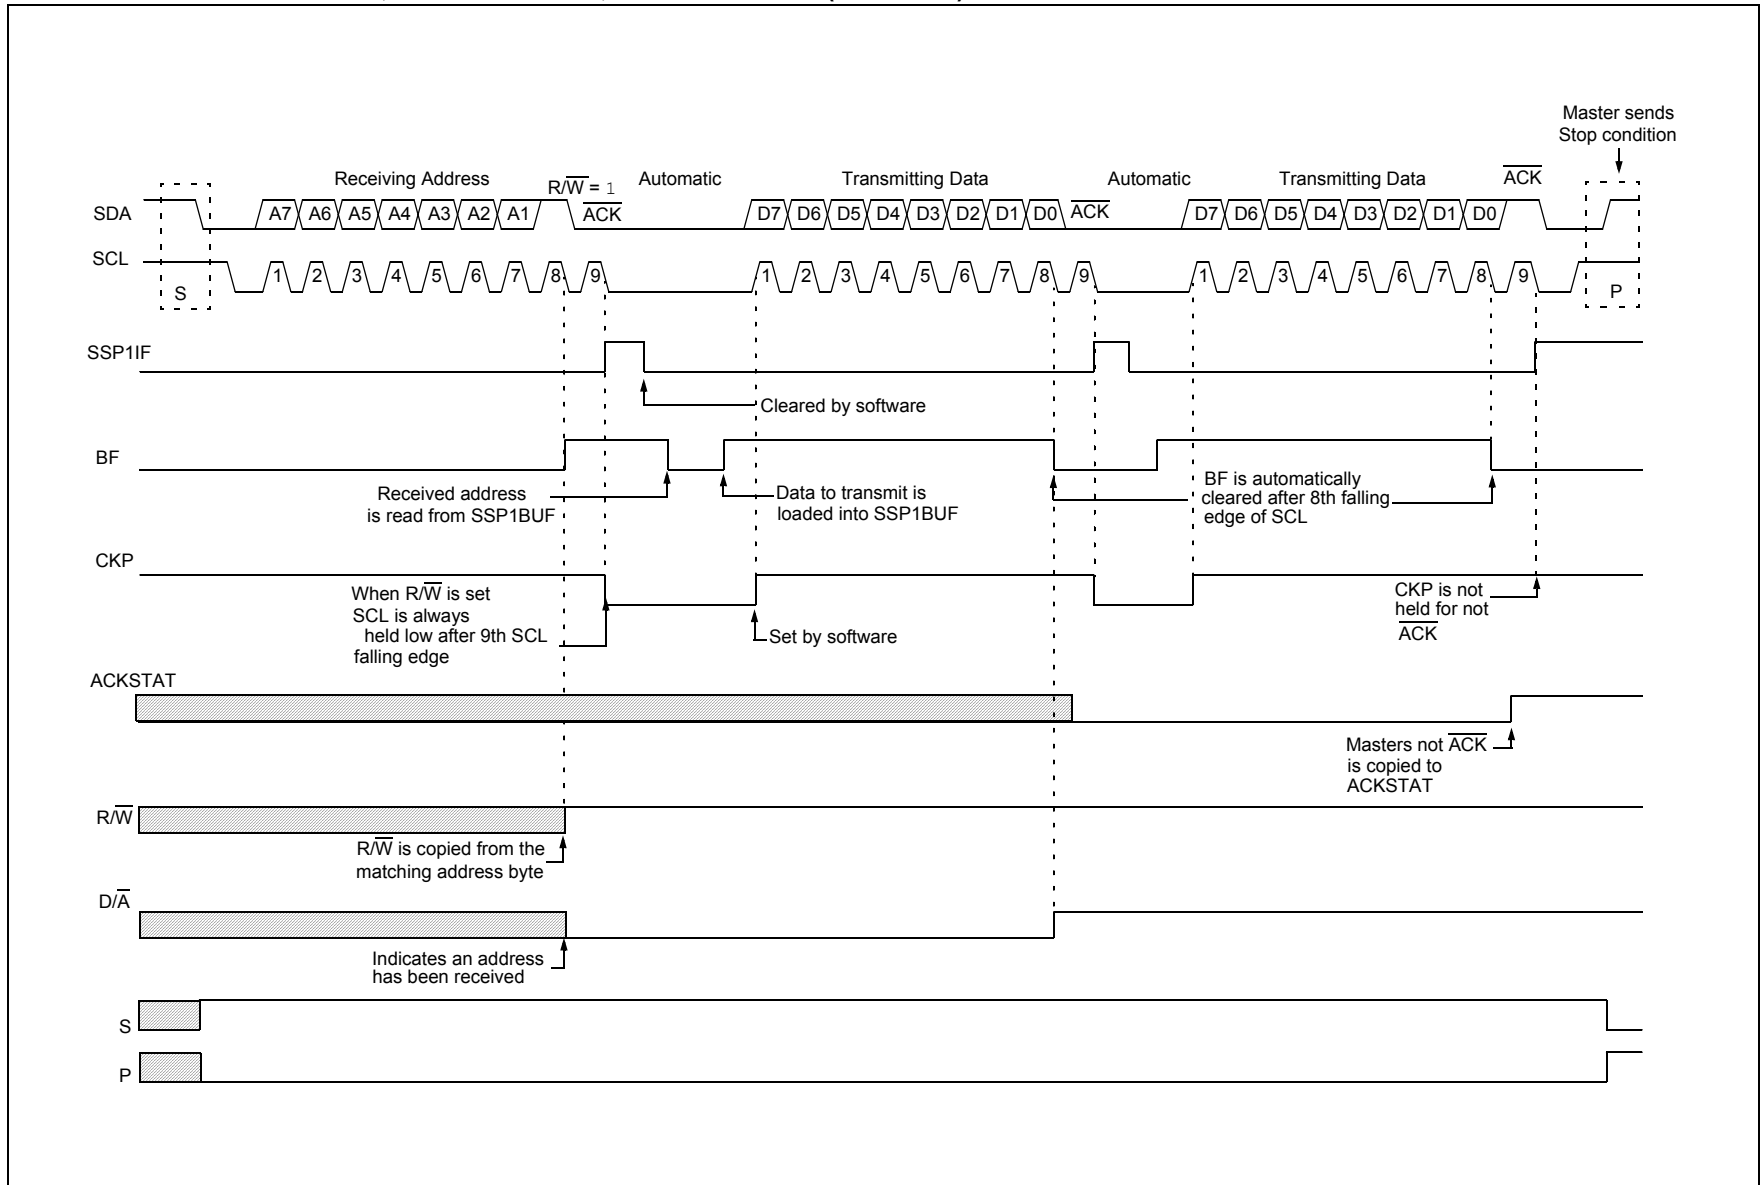 Master sends
Stop condition
Receiving Address
R/W̅ = 1
Automatic
Transmitting Data
Automatic
Transmitting Data
A̅C̅K̅
SDA
A7 A6 A5 A4 A3 A2 A1
A̅C̅K̅
D7 D6 D5 D4 D3 D2 D1 D0
A̅C̅K̅
D7 D6 D5 D4 D3 D2 D1 D0
SCL
S
1 2 3 4 5 6 7 8 9
1 2 3 4 5 6 7 8 9
1 2 3 4 5 6 7 8 9
P
SSP1IF
Cleared by software
BF
Received address
is read from SSP1BUF
Data to transmit is
loaded into SSP1BUF
BF is automatically
cleared after 8th falling
edge of SCL
CKP
When R/W̅ is set
SCL is always
held low after 9th SCL
falling edge
Set by software
CKP is not
held for not
A̅C̅K̅
ACKSTAT
Masters not A̅C̅K̅
is copied to
ACKSTAT
R/W̅
R/W̅ is copied from the
matching address byte
D/A̅
Indicates an address
has been received
S
P